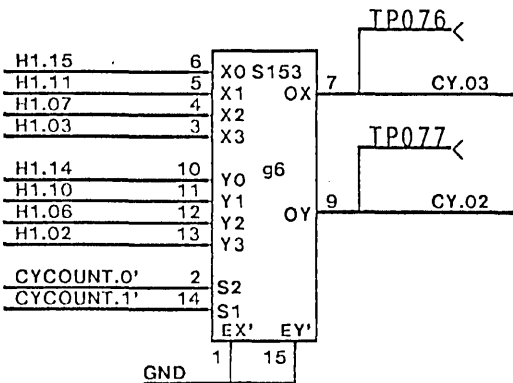 TP076
H1.15 6 X0 S153
H1.11 5 X1 OX 7 CY.03
H1.07 4 X2
H1.03 3 X3
TP077
H1.14 10 Y0 g6
H1.10 11 Y1
H1.06 12 Y2 OY 9 CY.02
H1.02 13 Y3
CYCOUNT.0' 2 S2
CYCOUNT.1' 14 S1
EX' EY'
1 15
GND